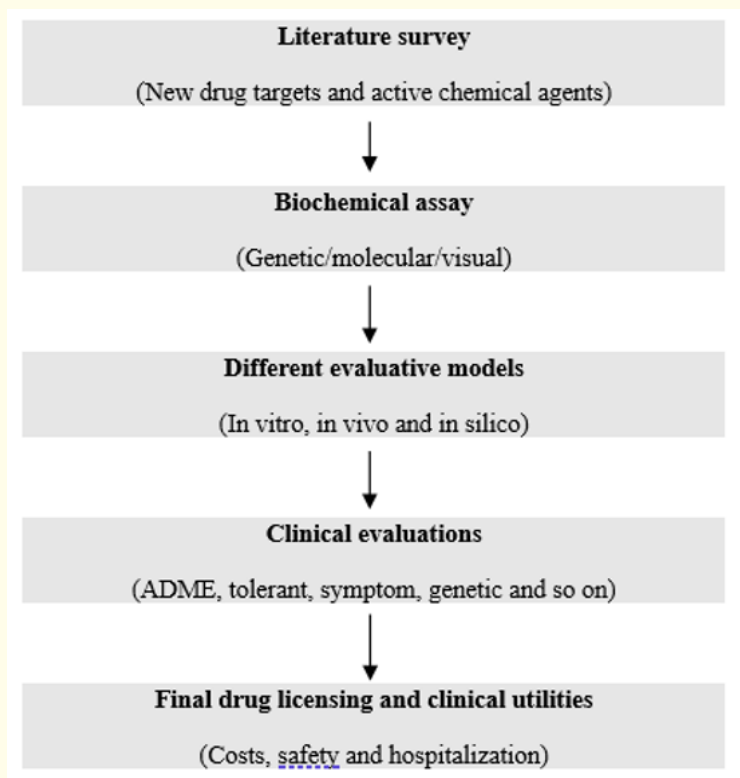 Literature survey
(New drug targets and active chemical agents)
Biochemical assay
(Genetic/molecular/visual)
Different evaluative models
(In vitro, in vivo and in silico)
Clinical evaluations
(ADME, tolerant, symptom, genetic and so on)
Final drug licensing and clinical utilities
(Costs, safety and hospitalization)